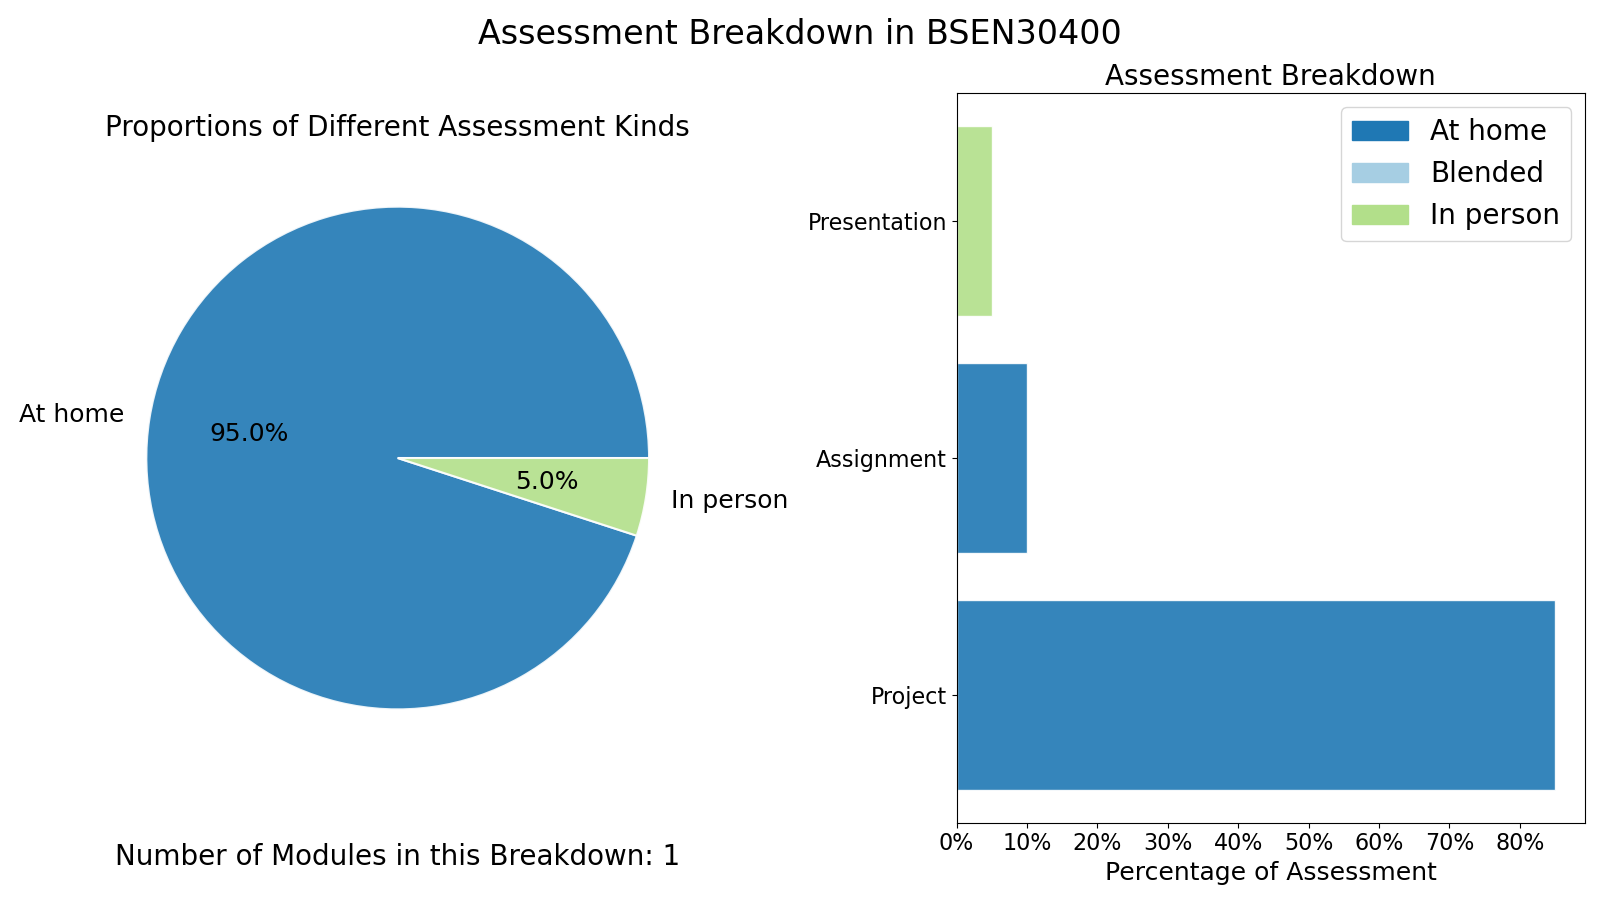 Assessment Breakdown in BSEN30400
Proportions of Different Assessment Kinds
At home
95.0%
5.0%
In person
Number of Modules in this Breakdown: 1
Assessment Breakdown
At home
Blended
In person
Presentation
Assignment
Project
0% 10% 20% 30% 40% 50% 60% 70% 80%
Percentage of Assessment